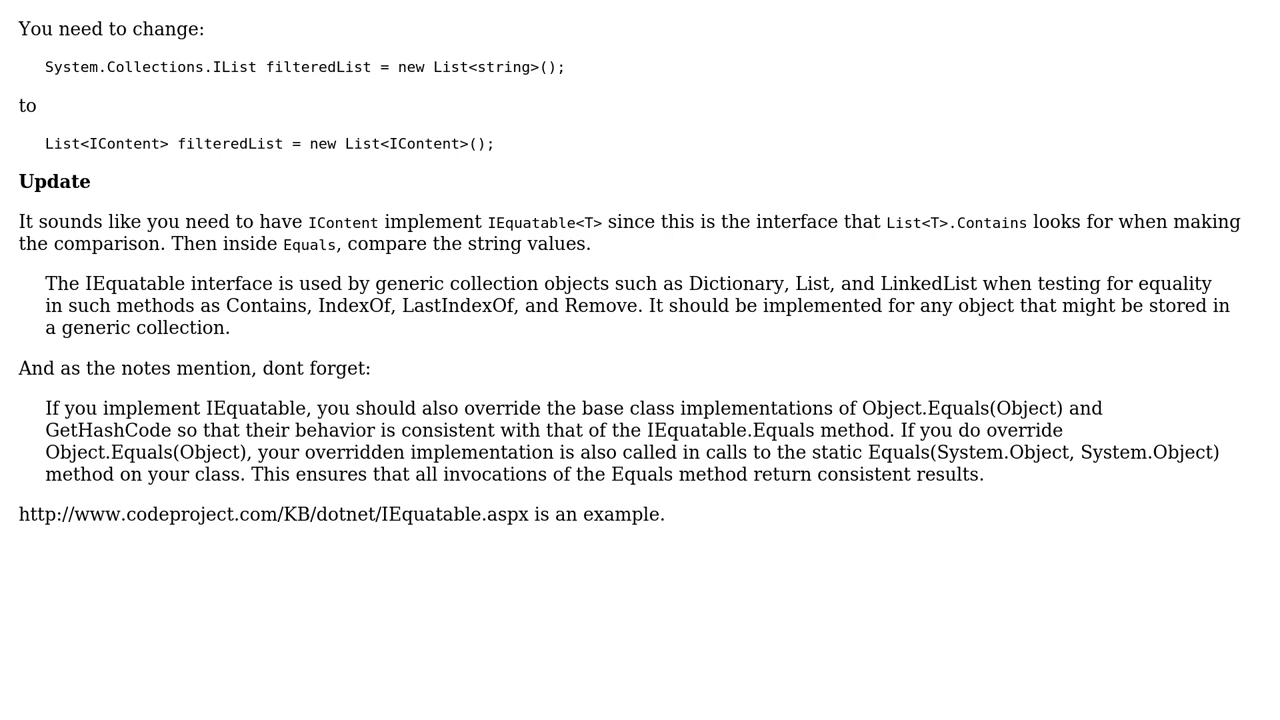 You need to change:
System.Collections.IList filteredList = new List<string>();
to
List<IContent> filteredList = new List<IContent>();
Update
It sounds like you need to have IContent implement IEquatable<T> since this is the interface that List<T>.Contains looks for when making
the comparison. Then inside Equals, compare the string values.
The IEquatable interface is used by generic collection objects such as Dictionary, List, and LinkedList when testing for equality
in such methods as Contains, IndexOf, LastIndexOf, and Remove. It should be implemented for any object that might be stored in
a generic collection.
And as the notes mention, dont forget:
If you implement IEquatable, you should also override the base class implementations of Object.Equals(Object) and
GetHashCode so that their behavior is consistent with that of the IEquatable.Equals method. If you do override
Object.Equals(Object), your overridden implementation is also called in calls to the static Equals(System.Object, System.Object)
method on your class. This ensures that all invocations of the Equals method return consistent results.
http://www.codeproject.com/KB/dotnet/IEquatable.aspx is an example.